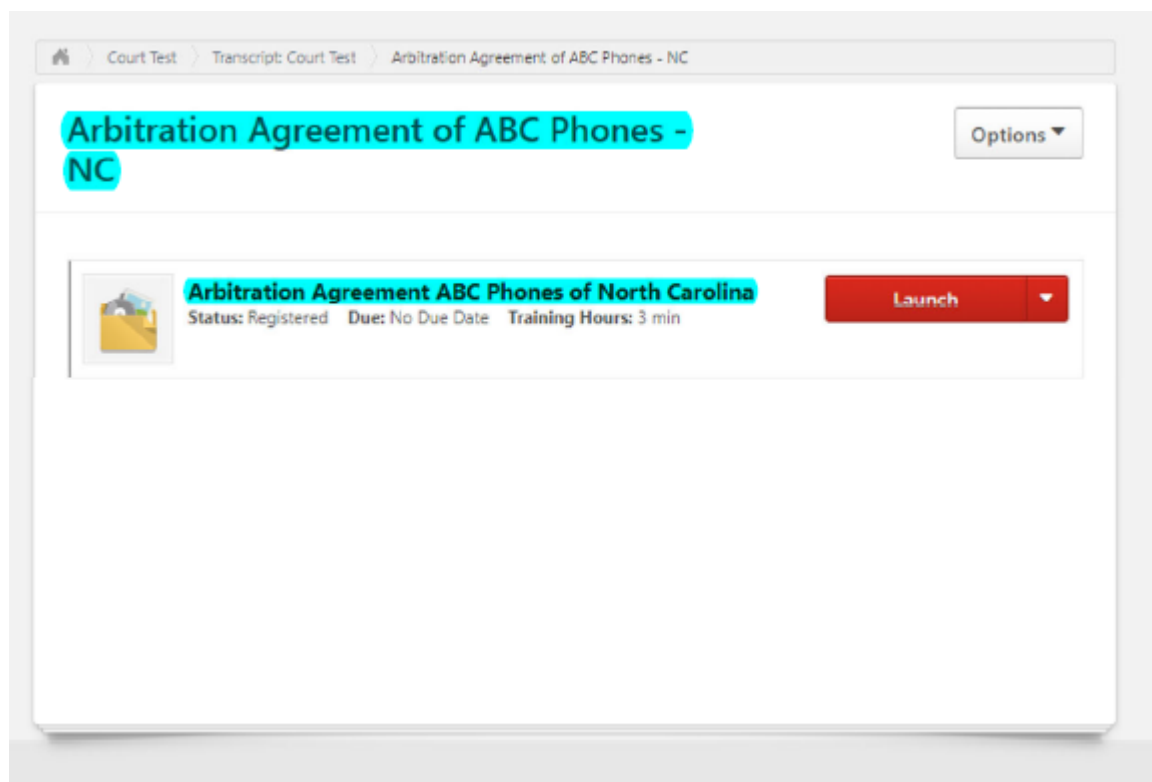 Court Test Transcript: Court Test Arbitration Agreement of ABC Phones - NC
Arbitration Agreement of ABC Phones -
NC
Options
Arbitration Agreement ABC Phones of North Carolina
Status: Registered Due: No Due Date Training Hours: 3 min
Launch